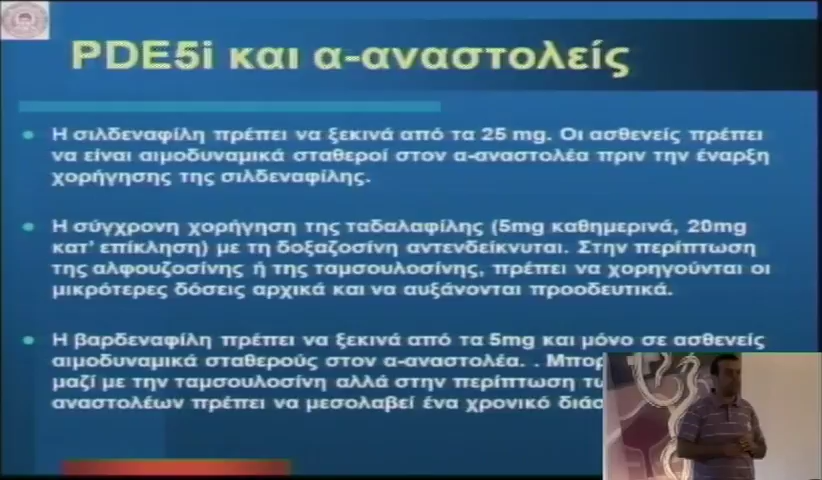 PDE5i και α-αναστολείς
Η σιλδεναφίλη πρέπει να ξεκινά από τα 25 mg. Οι ασθενείς πρέπει
να είναι αιμοδυναμικά σταθεροί στον α-αναστολέα πριν την έναρξη
χορήγησης της σιλδεναφίλης.
Η σύγχρονη χορήγηση της ταδαλαφίλης (5mg καθημερινά, 20mg
κατ' επίκληση) με τη δοξαζοσίνη αντενδείκνυται. Στην περίπτωση
της αλφουζοσίνης ή της ταμσουλοσίνης, πρέπει να χορηγούνται οι
μικρότερες δόσεις αρχικά και να αυξάνονται προοδευτικά.
Η βαρδεναφίλη πρέπει να ξεκινά από τα 5mg και μόνο σε ασθενείς
αιμοδυναμικά σταθερούς στον α-αναστολέα. .
μαζί με την ταμσουλοσίνη αλλά στην περίπτωση
αναστολέων πρέπει να μεσολαβεί ένα χρονικό